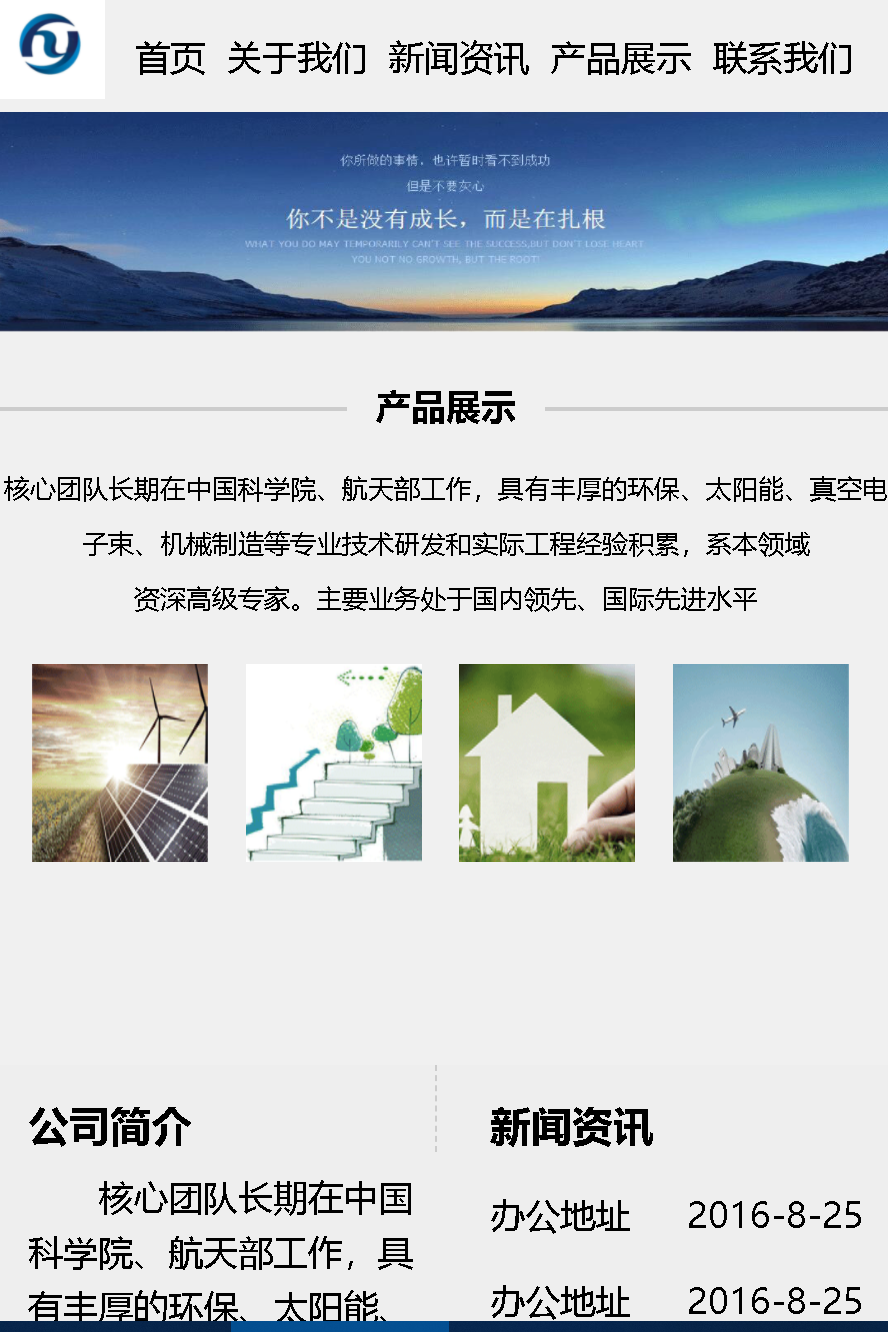 首页 关于我们 新闻资讯 产品展示 联系我们
你所做的事情，也许暂时看不到成功
但是不要灰心
你不是没有成长，而是在扎根
WHAT YOU DO MAY TEMPORARILY CAN'T SEE THE SUCCESS,BUT DON'T LOSE HEART
YOU NOT NO GROWTH, BUT THE ROOT!
产品展示
核心团队长期在中国科学院、航天部工作，具有丰厚的环保、太阳能、真空电
子束、机械制造等专业技术研发和实际工程经验积累，系本领域
资深高级专家。主要业务处于国内领先、国际先进水平
公司简介
核心团队长期在中国
科学院、航天部工作，具
有丰厚的环保、太阳能、
新闻资讯
办公地址 2016-8-25
办公地址 2016-8-25